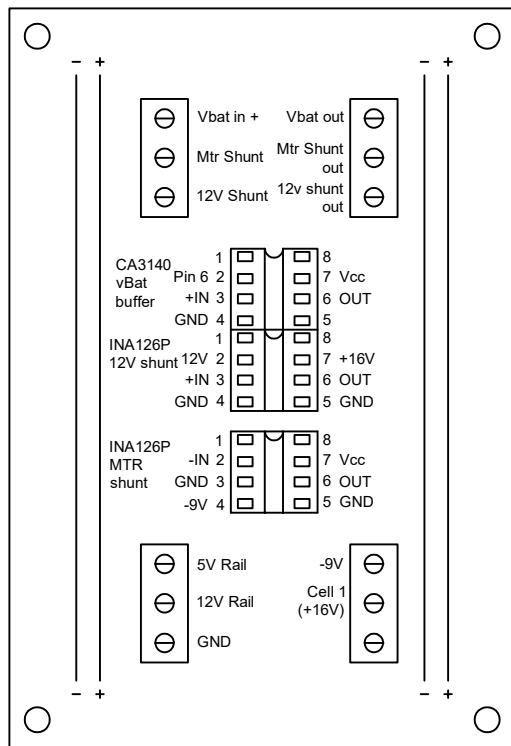 − + − +
Vbat in + Vbat out
Mtr Shunt Mtr Shunt
out
12V Shunt 12v shunt
out
CA3140
vBat
buffer
1 8
Pin 6 2 7 Vcc
+IN 3 6 OUT
GND 4 5
INA126P
12V shunt
1 8
12V 2 7 +16V
+IN 3 6 OUT
GND 4 5 GND
INA126P
MTR
shunt
1 8
-IN 2 7 Vcc
GND 3 6 OUT
-9V 4 5 GND
5V Rail -9V
12V Rail Cell 1
(+16V)
GND
− + − +